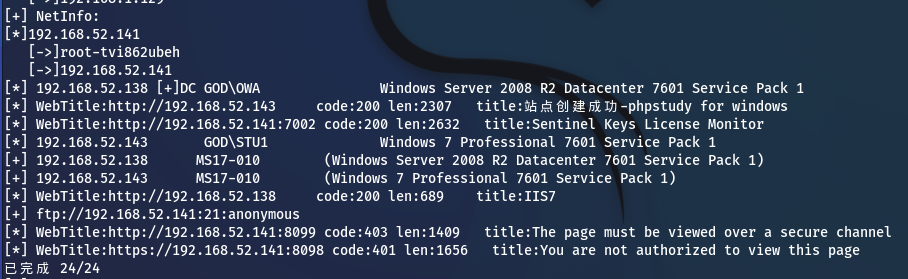 [+] NetInfo:
[*]192.168.52.141
[->]root-tvi862ubeh
[->]192.168.52.141
[*] 192.168.52.138 [+]DC GOD\OWA Windows Server 2008 R2 Datacenter 7601 Service Pack 1
[*] WebTitle:http://192.168.52.143 code:200 len:2307 title:站点创建成功-phpstudy for windows
[*] WebTitle:http://192.168.52.141:7002 code:200 len:2632 title:Sentinel Keys License Monitor
[*] 192.168.52.143 GOD\STU1 Windows 7 Professional 7601 Service Pack 1
[+] 192.168.52.138 MS17-010 (Windows Server 2008 R2 Datacenter 7601 Service Pack 1)
[+] 192.168.52.143 MS17-010 (Windows 7 Professional 7601 Service Pack 1)
[*] WebTitle:http://192.168.52.138 code:200 len:689 title:IIS7
[+] ftp://192.168.52.141:21:anonymous
[*] WebTitle:http://192.168.52.141:8099 code:403 len:1409 title:The page must be viewed over a secure channel
[*] WebTitle:https://192.168.52.141:8098 code:401 len:1656 title:You are not authorized to view this page
已完成 24/24